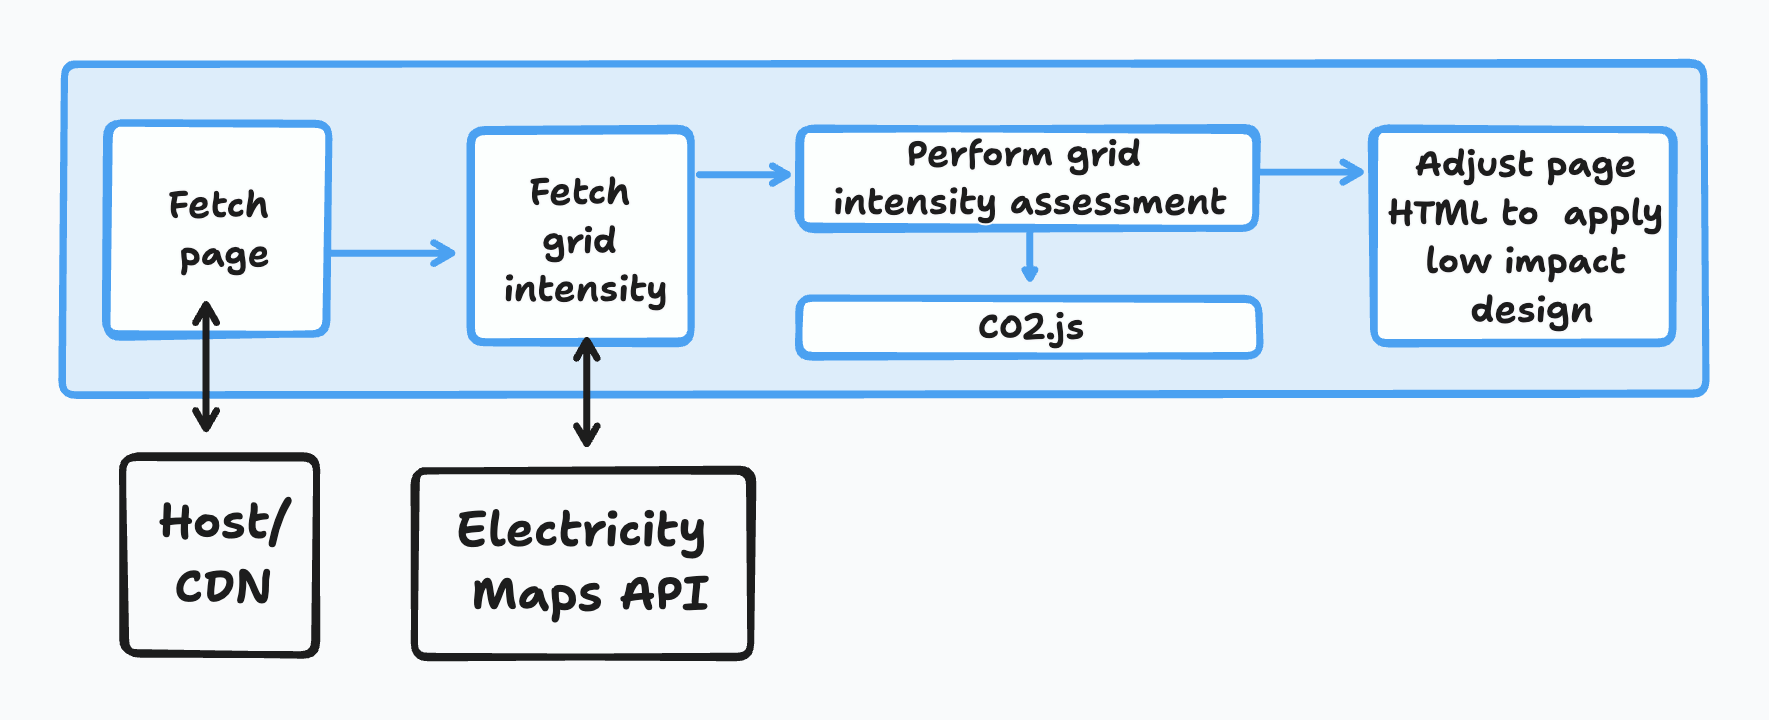 Fetch
page
Fetch
grid
intensity
Perform grid
intensity assessment
CO2.js
Adjust page
HTML to apply
low impact
design
Host/
CDN
Electricity
Maps API